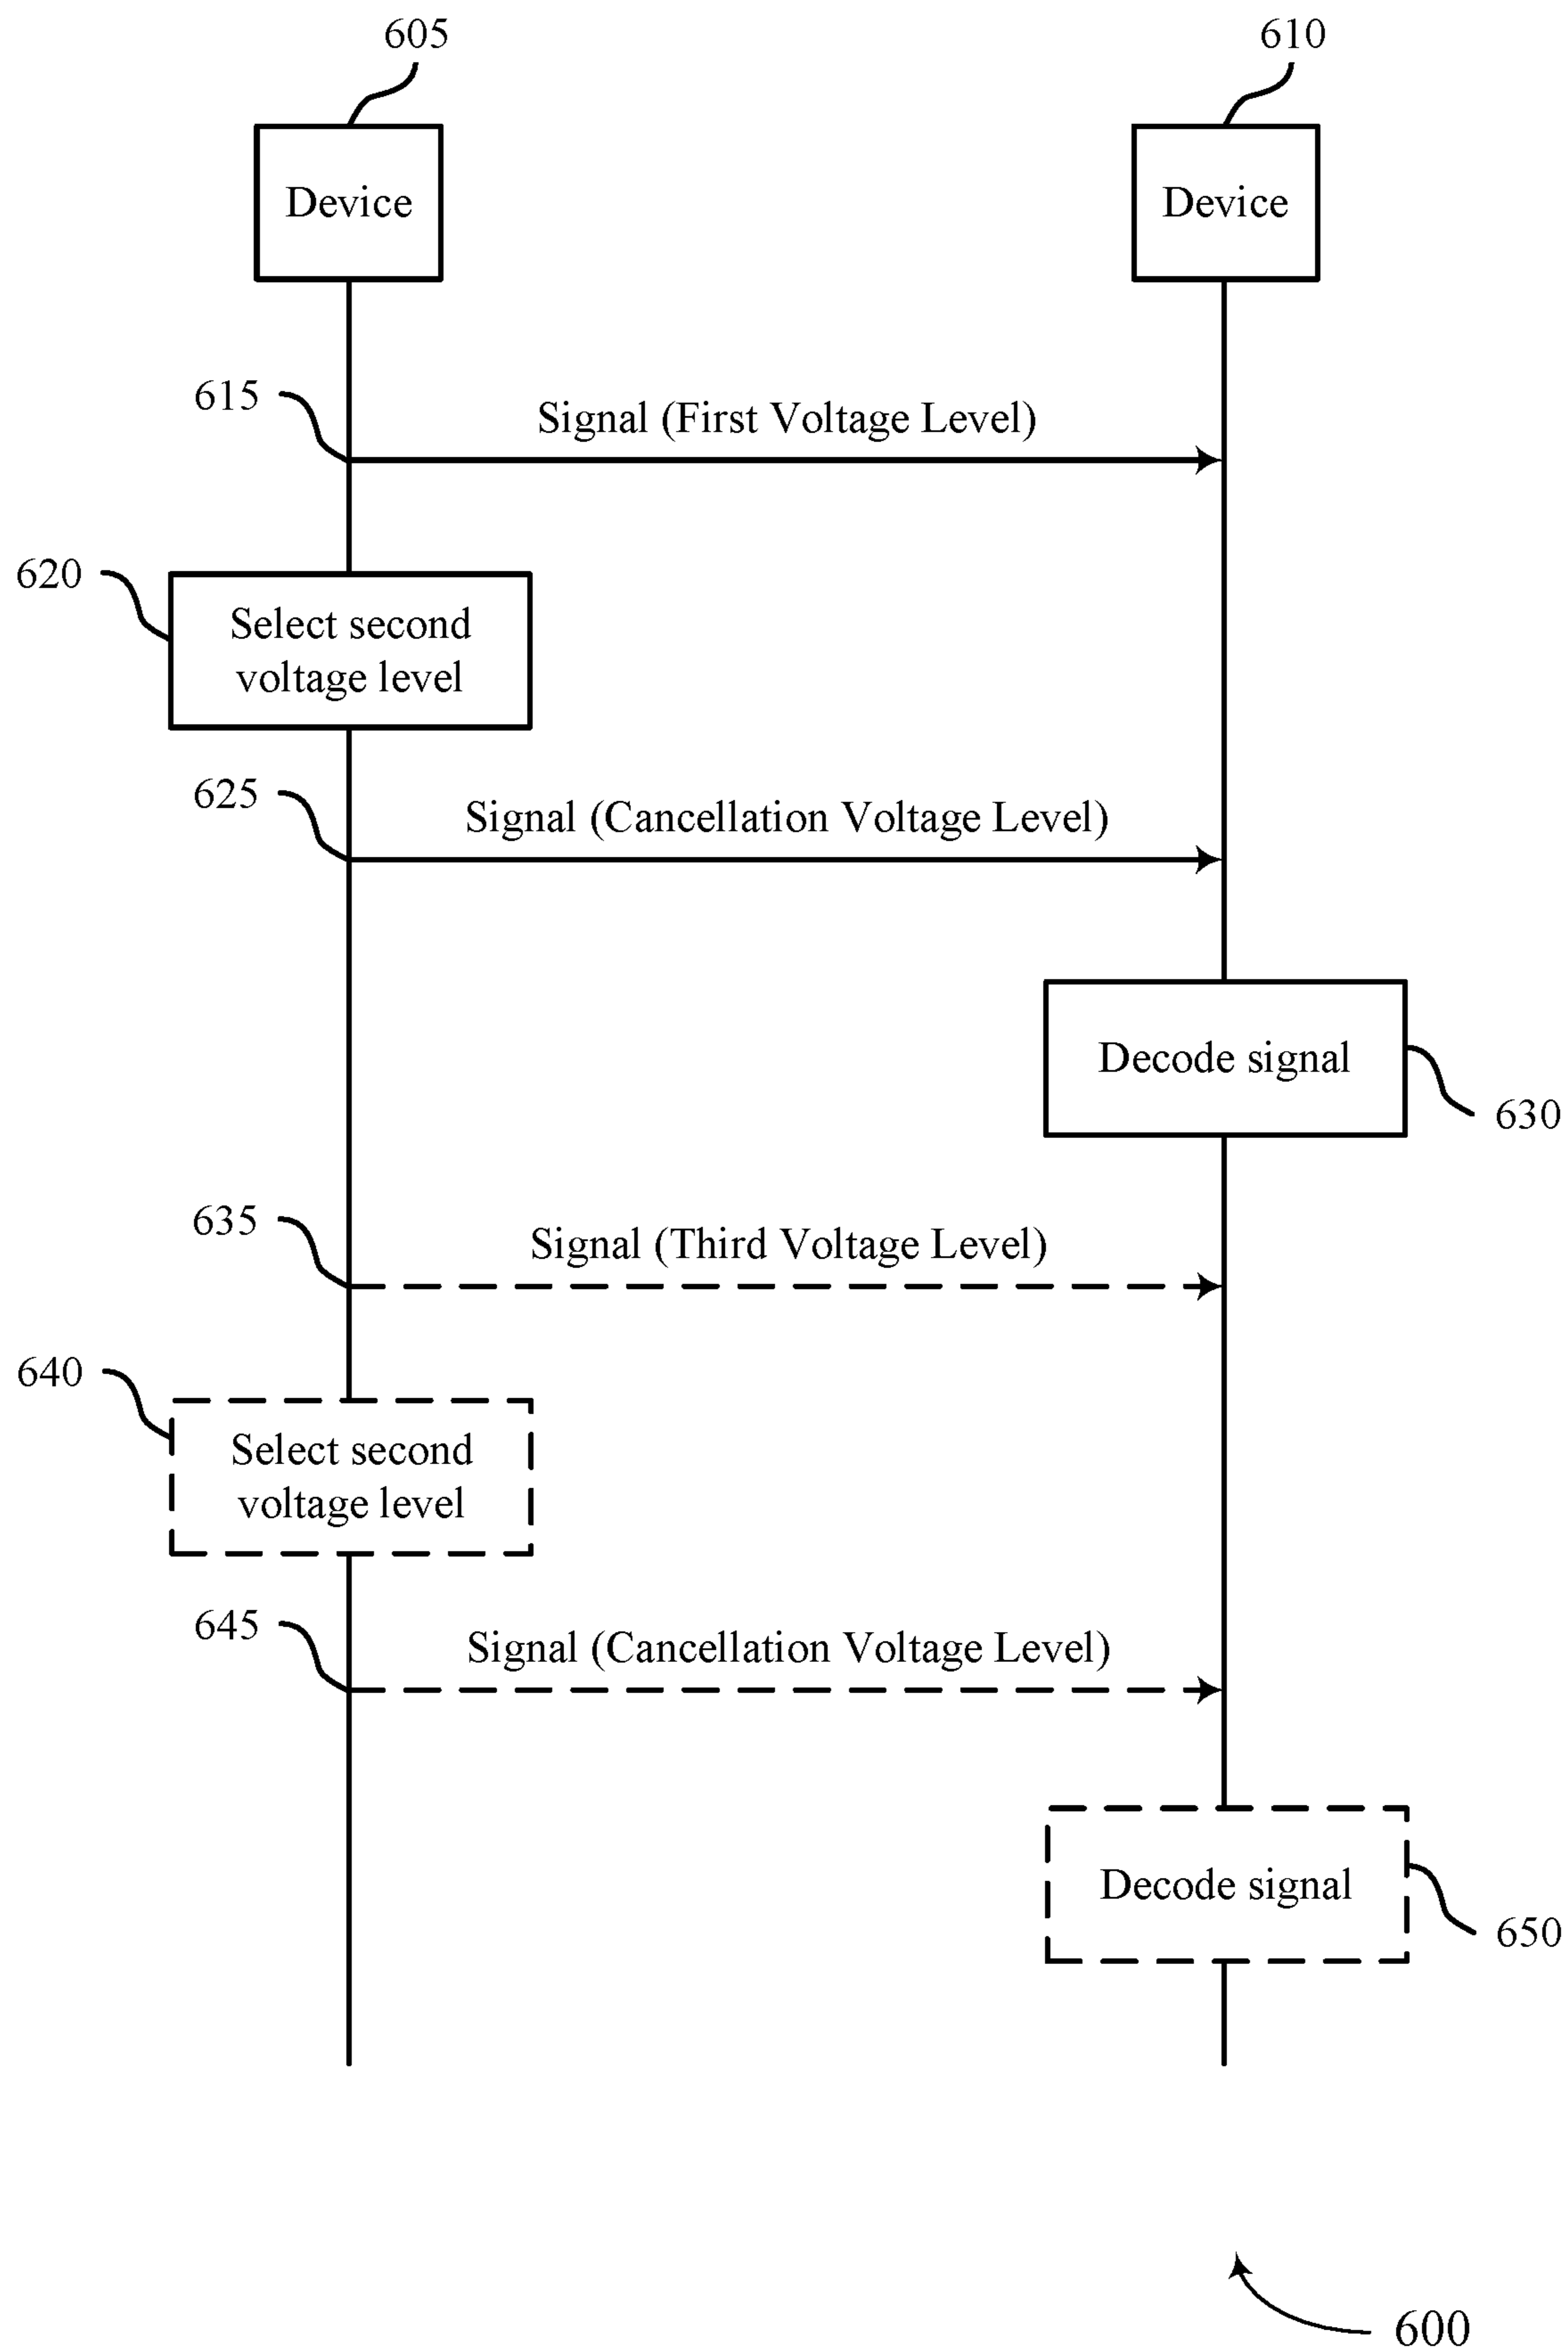 605
610
Device
Device
615
Signal (First Voltage Level)
620
Select second
voltage level
625
Signal (Cancellation Voltage Level)
Decode signal
630
635
Signal (Third Voltage Level)
640
Select second
voltage level
645
Signal (Cancellation Voltage Level)
Decode signal
650
600